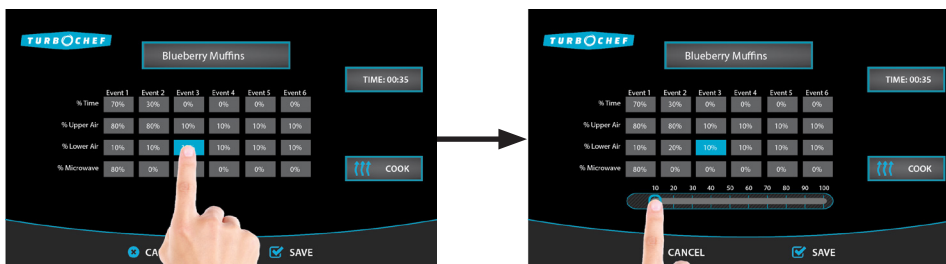 TURBOCHEF
Blueberry Muffins
TIME: 00:35
Event 1 Event 2 Event 3 Event 4 Event 5 Event 6
% Time 70% 30% 0% 0% 0% 0%
% Upper Air 80% 80% 10% 10% 10% 10%
% Lower Air 10% 10% 10% 10% 10%
% Microwave 80% 0% 0% 0% 0%
COOK
SAVE
TURBOCHEF
Blueberry Muffins
TIME: 00:35
Event 1 Event 2 Event 3 Event 4 Event 5 Event 6
% Time 70% 30% 0% 0% 0% 0%
% Upper Air 80% 80% 10% 10% 10% 10%
% Lower Air 10% 20% 10% 10% 10% 10%
% Microwave 80% 0% 0% 0% 0% 0%
COOK
10 20 30 40 50 60 70 80 90 100
CANCEL
SAVE